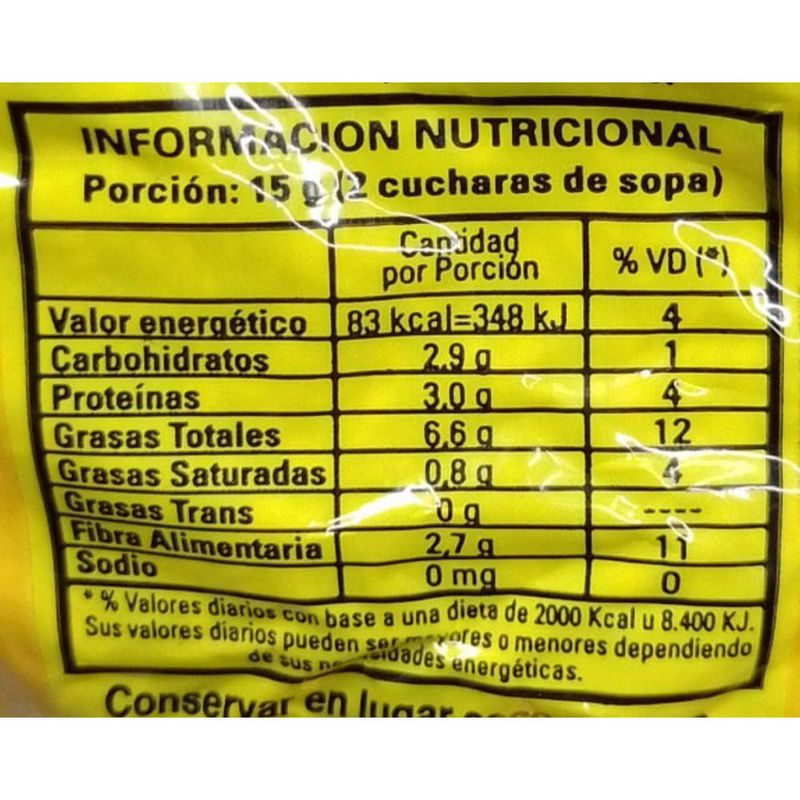 INFORMACION NUTRICIONAL
Porción: 15 g (2 cucharas de sopa)
Cantidad por Porción % VD (*)
Valor energético 83 kcal=348 kJ 4
Carbohidratos 2,9 g 1
Proteínas 3,0 g 4
Grasas Totales 6,6 g 12
Grasas Saturadas 0,8 g 4
Grasas Trans 0 g ----
Fibra Alimentaria 2,7 g 11
Sodio 0 mg 0
* % Valores diarios con base a una dieta de 2000 Kcal u 8.400 KJ.
Sus valores diarios pueden ser mayores o menores dependiendo
de sus necesidades energéticas.
Conservar en lugar